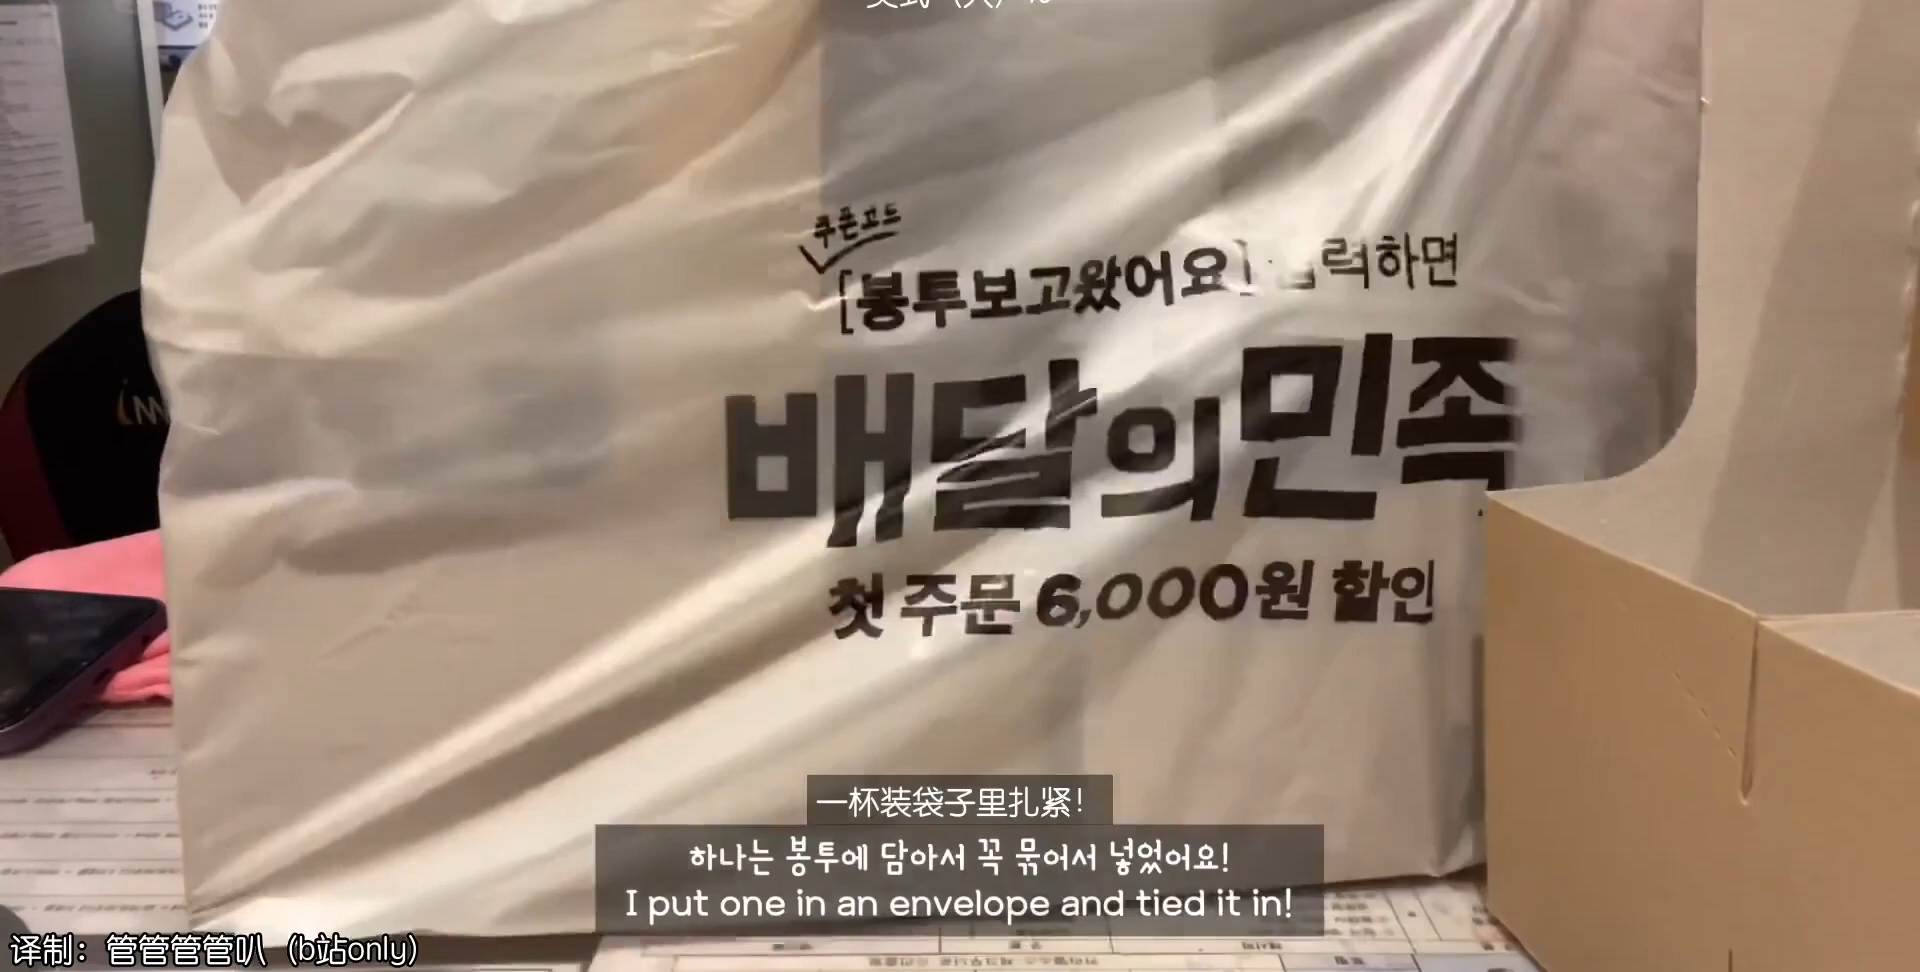 쿠폰코드
[봉투보고왔어요] 입력하면
배달의민족
첫 주문 6,000원 할인
一杯装袋子里扎紧！
하나는 봉투에 담아서 꼭 묶어서 넣었어요!
I put one in an envelope and tied it in!
译制：管管管管叭（b站only）